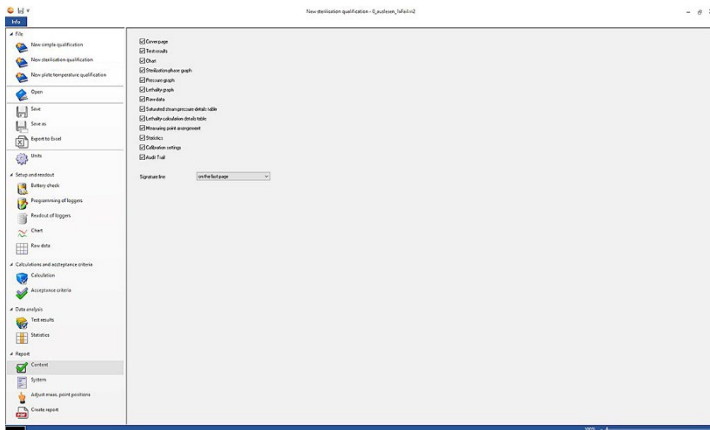 New sterilisation qualification - 6_auslesen_
Info
File
New simple qualification
New sterilisation qualification
New plate temperature qualification
Open
Save
Save as
Export to Excel
Units
Setup and readout
Battery check
Programming of loggers
Readout of loggers
Chart
Raw data
Calculations and acceptance criteria
Calculation
Acceptance criteria
Data analysis
Test results
Statistics
Report
Content
System
Adjust meas. point positions
Create report
Cover page
Test results
Chart
Sterilization phase graph
Pressure graph
Lethality graph
Raw data
Saturated steam pressure details table
Lethality calculation details table
Measuring point arrangement
Statistics
Calibration settings
Audit Trail
Signature line
on the last page
100%